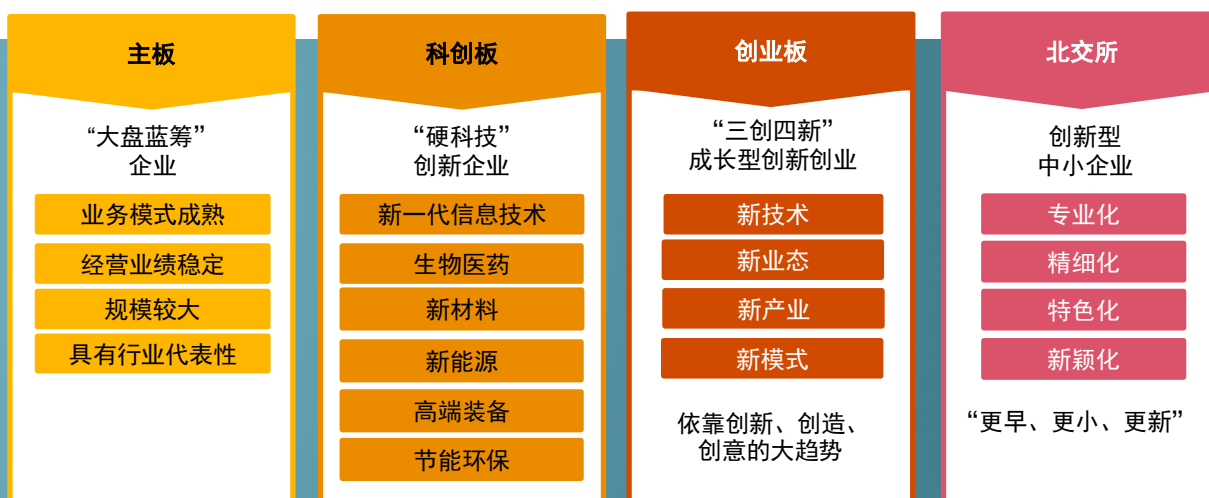 主板
“大盘蓝筹”
企业
业务模式成熟
经营业绩稳定
规模较大
具有行业代表性
科创板
“硬科技”
创新企业
新一代信息技术
生物医药
新材料
新能源
高端装备
节能环保
创业板
“三创四新”
成长型创新创业
新技术
新业态
新产业
新模式
依靠创新、创造、
创意的大趋势
北交所
创新型
中小企业
专业化
精细化
特色化
新颖化
“更早、更小、更新”